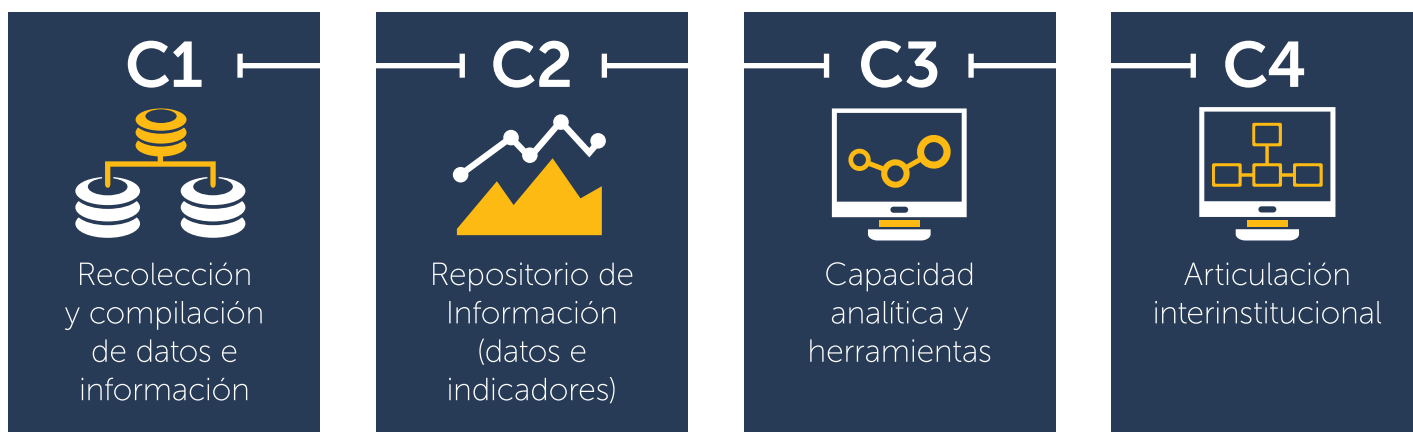 C1
Recolección
y compilación
de datos e
información
C2
Repositorio de
Información
(datos e
indicadores)
C3
Capacidad
analítica y
herramientas
C4
Articulación
interinstitucional